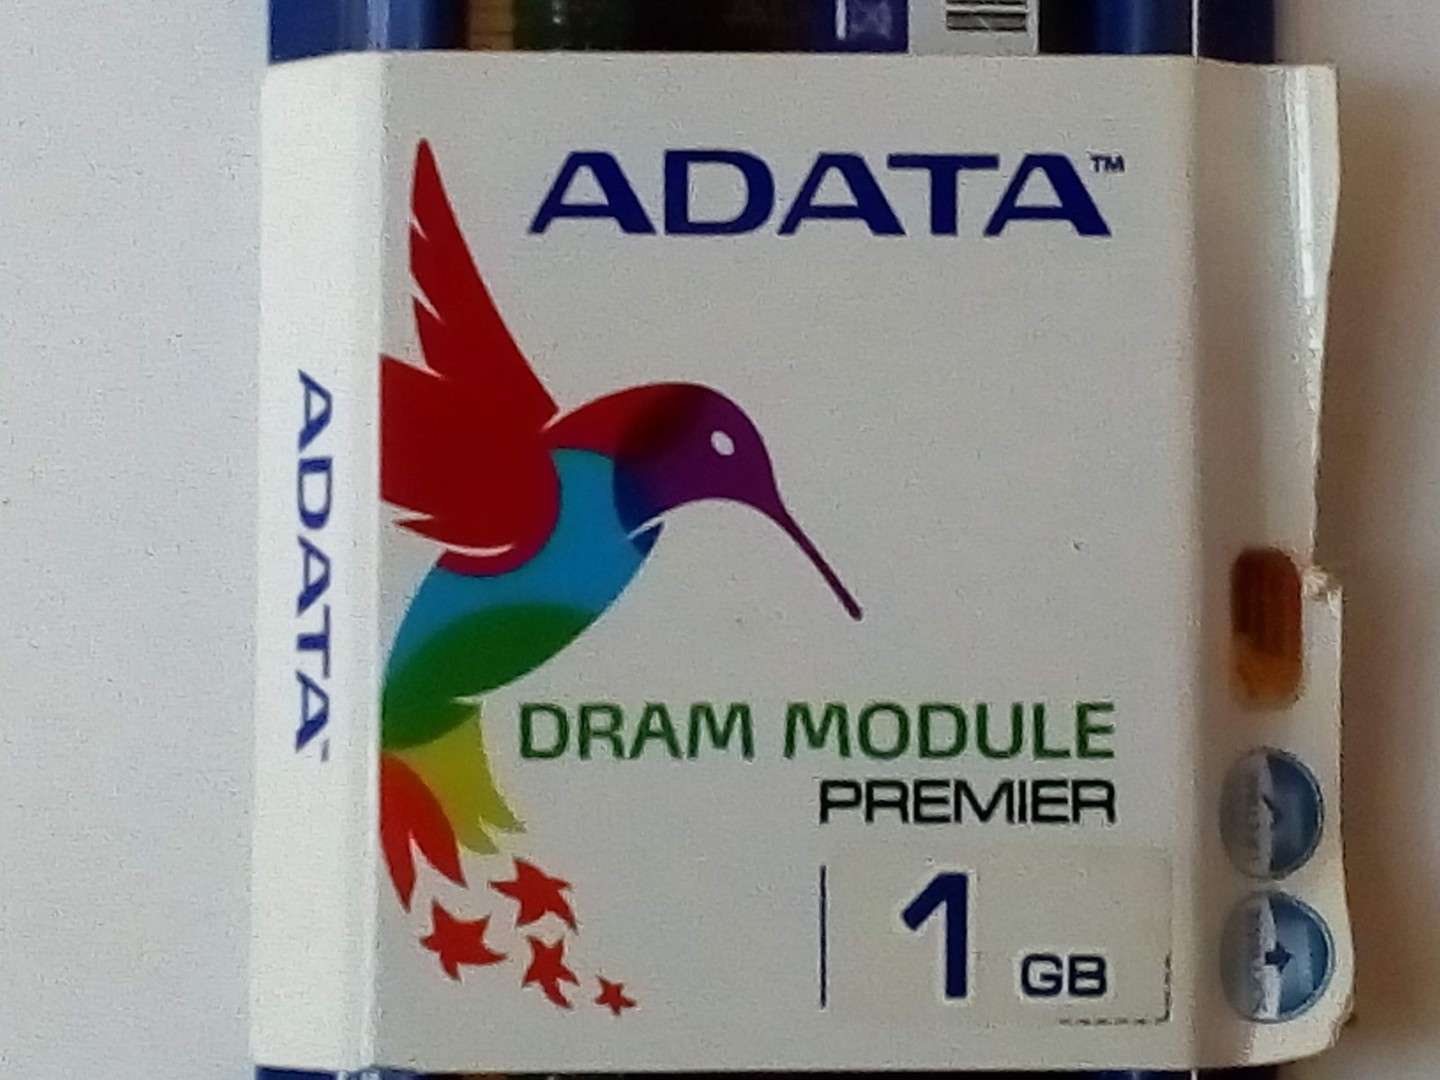 ADATA™
ADATA
DRAM MODULE
PREMIER
1 GB